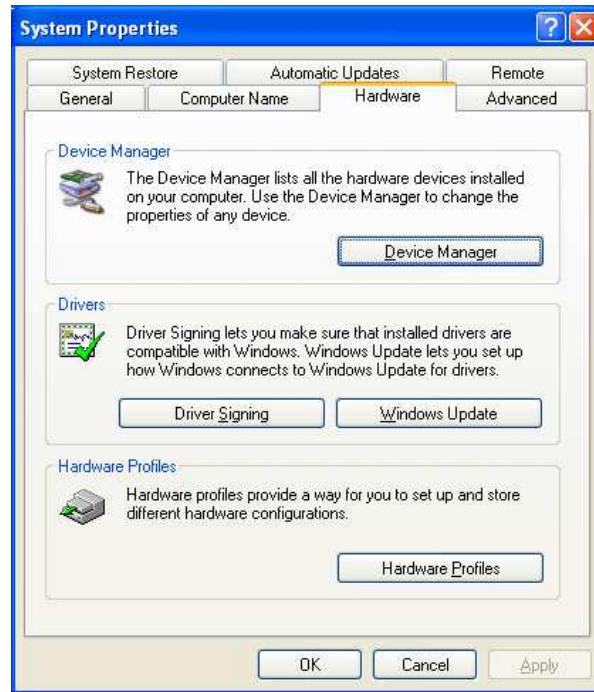 System Properties
System Restore Automatic Updates Remote
General Computer Name Hardware Advanced
Device Manager
The Device Manager lists all the hardware devices installed
on your computer. Use the Device Manager to change the
properties of any device.
Device Manager
Drivers
Driver Signing lets you make sure that installed drivers are
compatible with Windows. Windows Update lets you set up
how Windows connects to Windows Update for drivers.
Driver Signing Windows Update
Hardware Profiles
Hardware profiles provide a way for you to set up and store
different hardware configurations.
Hardware Profiles
OK Cancel Apply